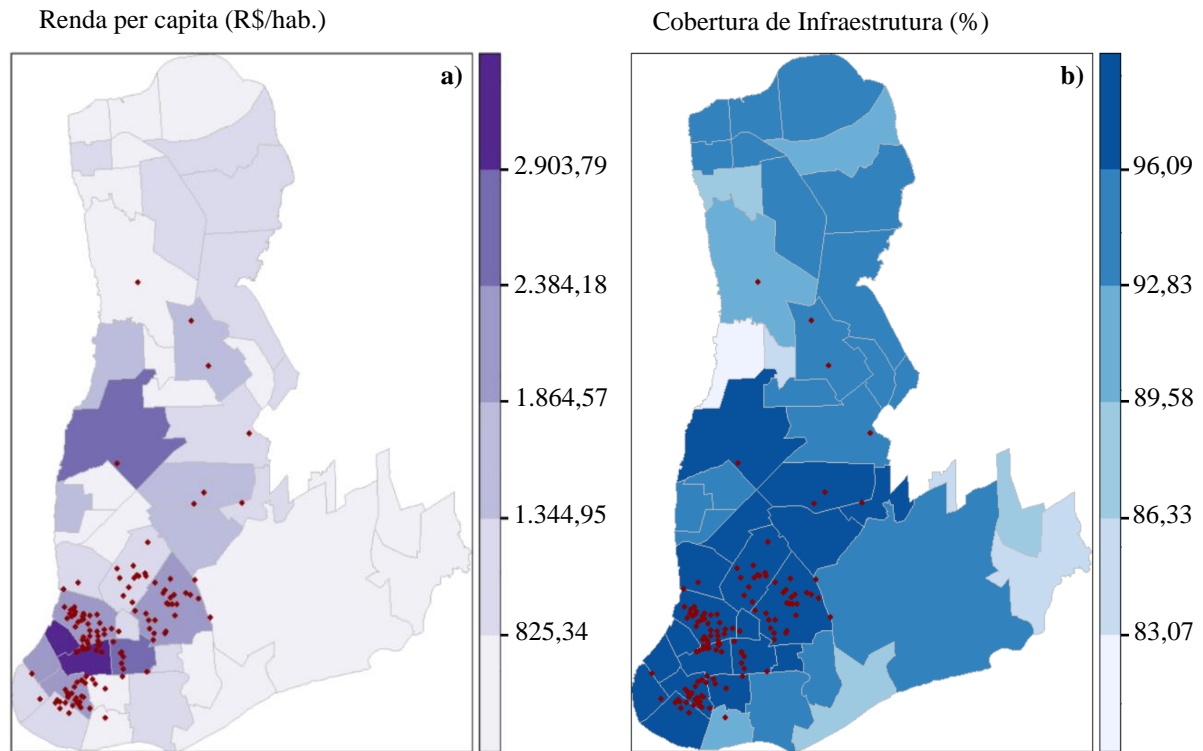 Renda per capita (R$/hab.)
Cobertura de Infraestrutura (%)
a)
b)
2.903,79
2.384,18
1.864,57
1.344,95
825,34
96,09
92,83
89,58
86,33
83,07